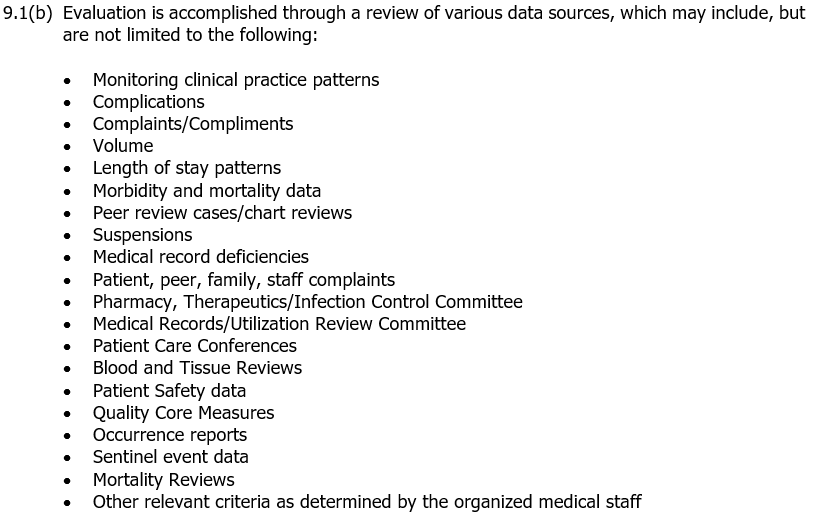 9.1(b) Evaluation is accomplished through a review of various data sources, which may include, but
are not limited to the following:
• Monitoring clinical practice patterns
• Complications
• Complaints/Compliments
• Volume
• Length of stay patterns
• Morbidity and mortality data
• Peer review cases/chart reviews
• Suspensions
• Medical record deficiencies
• Patient, peer, family, staff complaints
• Pharmacy, Therapeutics/Infection Control Committee
• Medical Records/Utilization Review Committee
• Patient Care Conferences
• Blood and Tissue Reviews
• Patient Safety data
• Quality Core Measures
• Occurrence reports
• Sentinel event data
• Mortality Reviews
• Other relevant criteria as determined by the organized medical staff